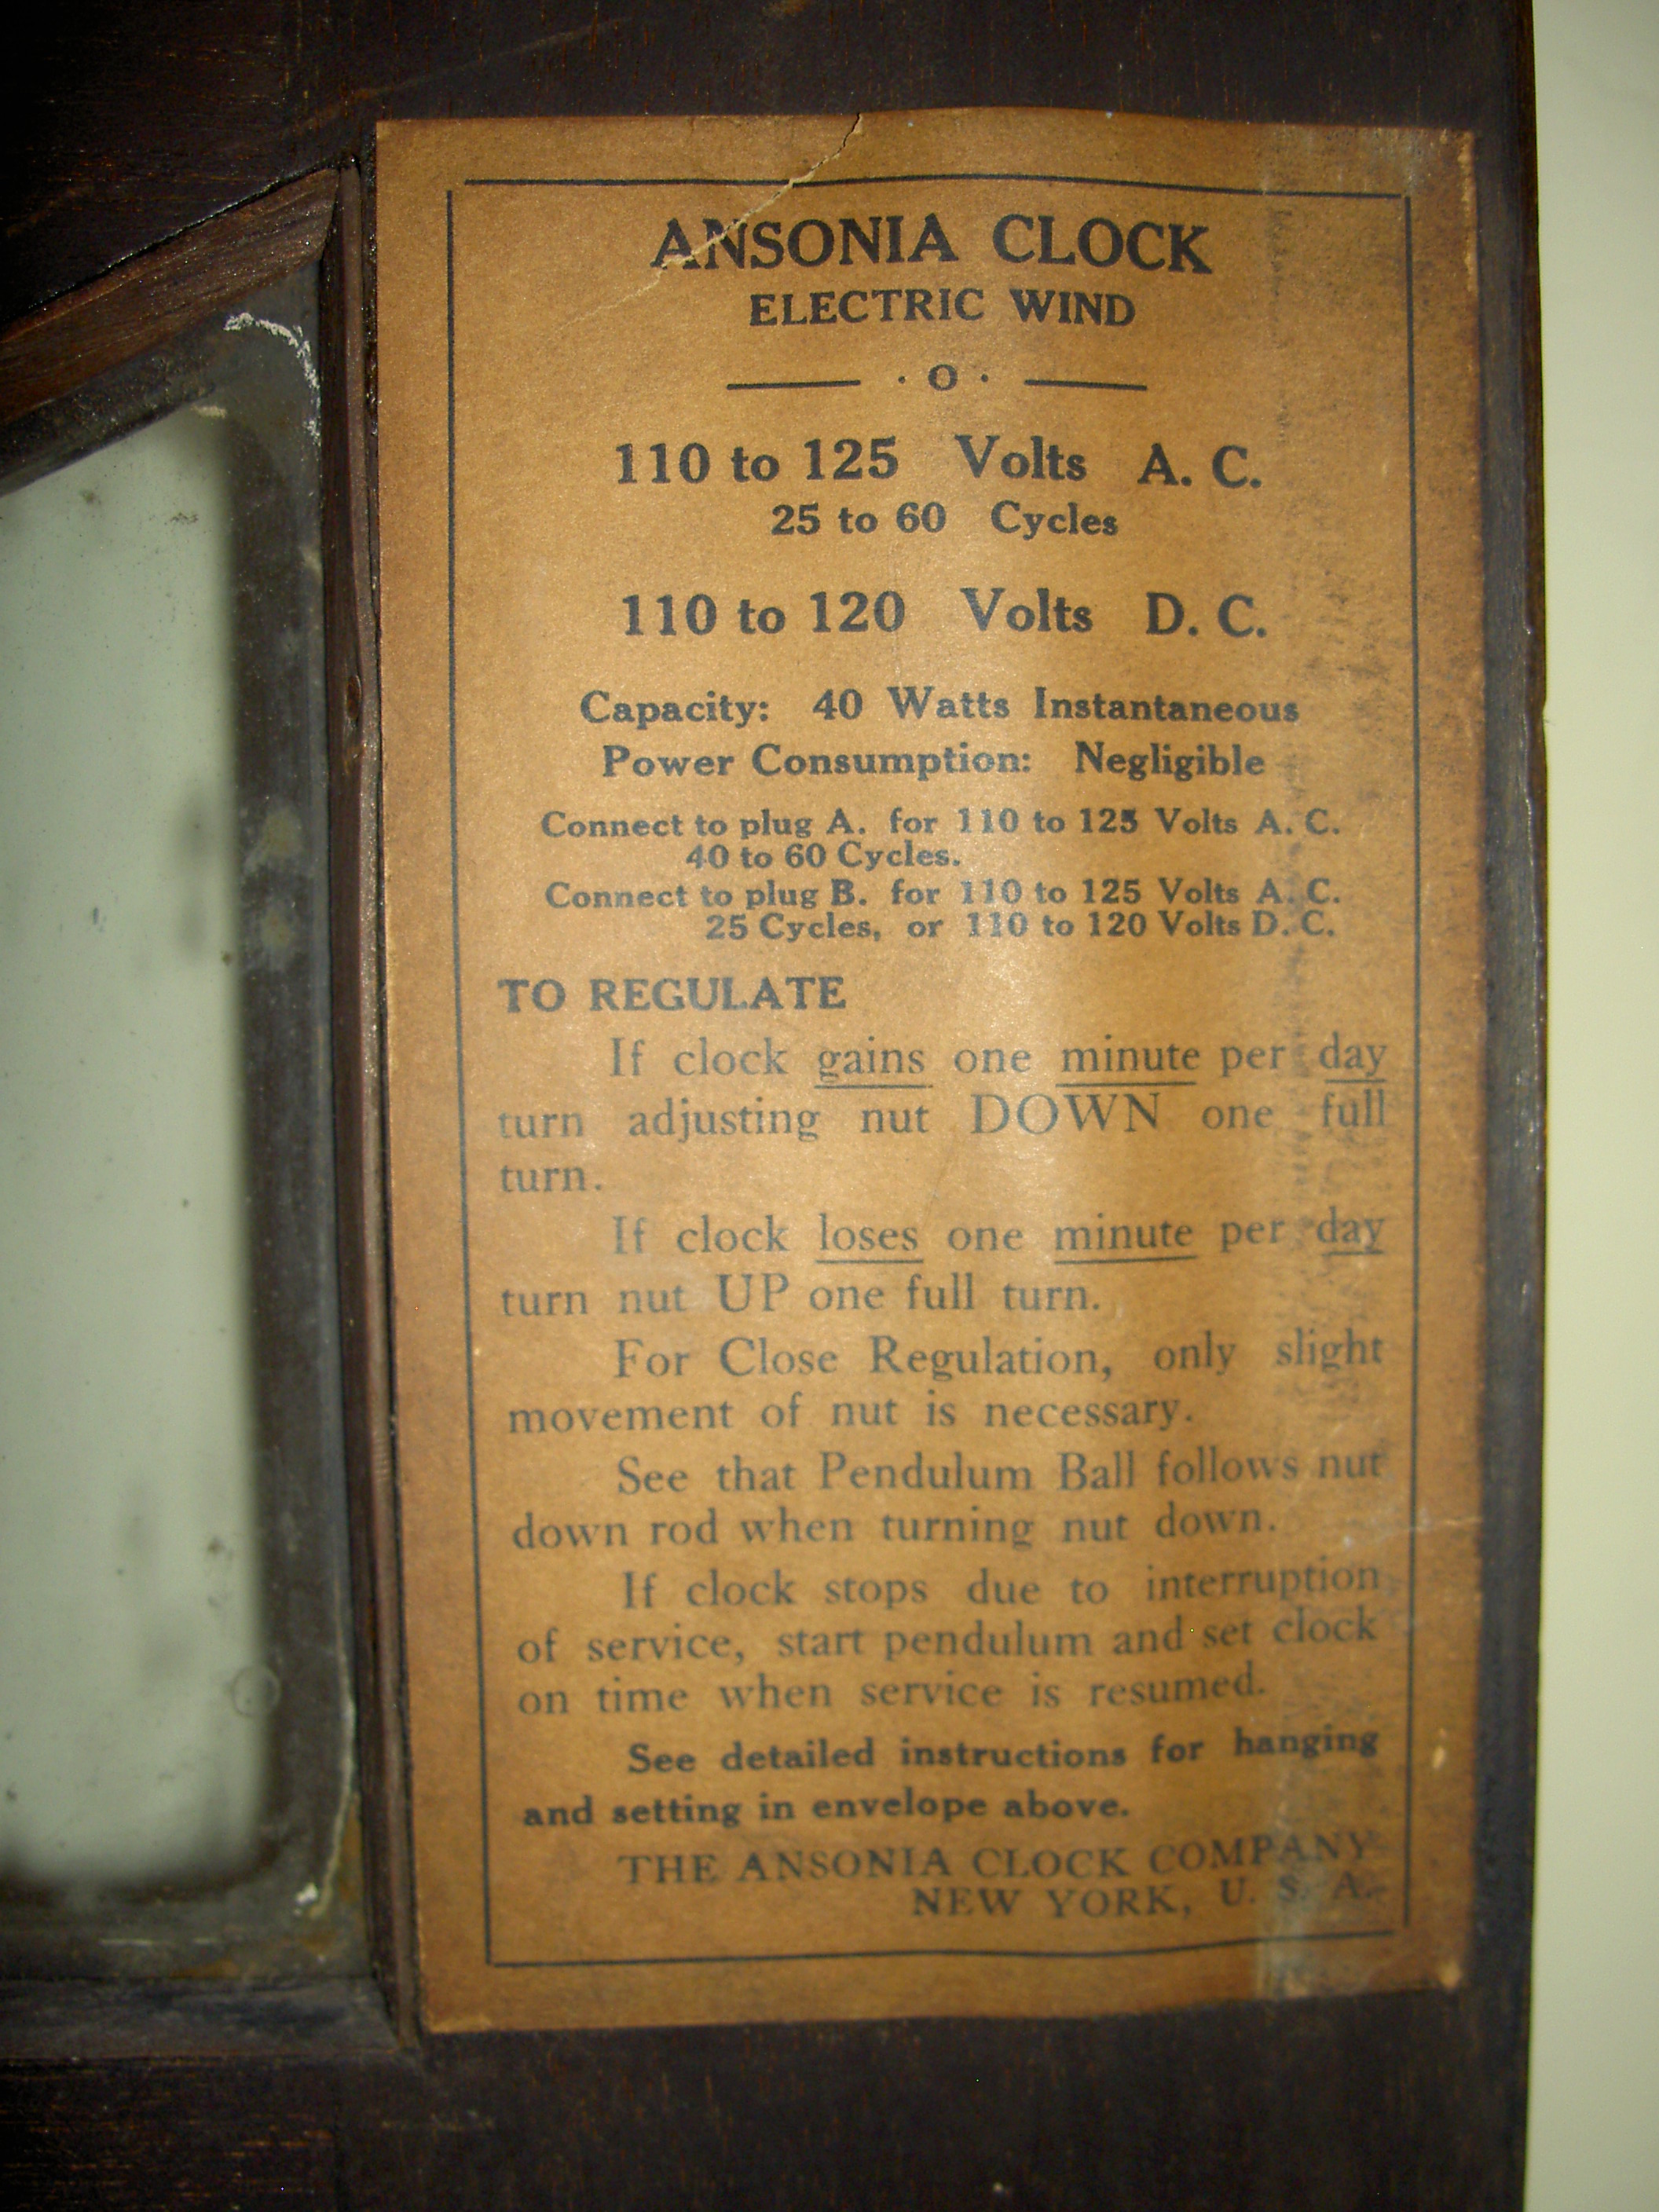 ANSONIA CLOCK
ELECTRIC WIND
· O ·
110 to 125 Volts A. C.
25 to 60 Cycles
110 to 120 Volts D. C.
Capacity: 40 Watts Instantaneous
Power Consumption: Negligible
Connect to plug A. for 110 to 125 Volts A. C.
40 to 60 Cycles.
Connect to plug B. for 110 to 125 Volts A. C.
25 Cycles, or 110 to 120 Volts D. C.
TO REGULATE
If clock gains one minute per day
turn adjusting nut DOWN one full
turn.
If clock loses one minute per day
turn nut UP one full turn.
For Close Regulation, only slight
movement of nut is necessary.
See that Pendulum Ball follows nut
down rod when turning nut down.
If clock stops due to interruption
of service, start pendulum and set clock
on time when service is resumed.
See detailed instructions for hanging
and setting in envelope above.
THE ANSONIA CLOCK COMPANY
NEW YORK, U. S. A.